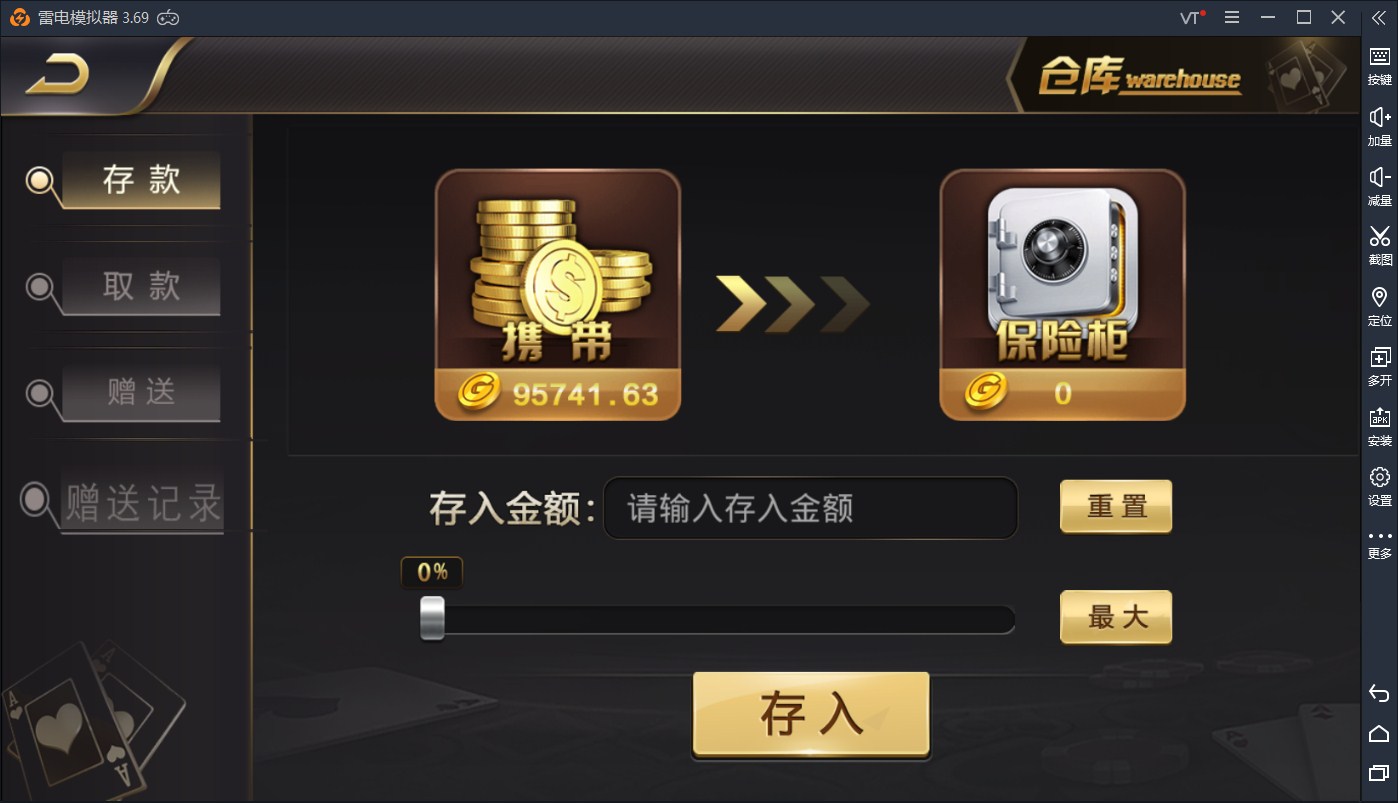 雷电模拟器 3.69
VT
仓库 warehouse
存款
取款
赠送
赠送记录
携带
95741.63
保险柜
0
存入金额:
请输入存入金额
重置
0%
最大
存入
按键
加量
减量
截图
定位
多开
APK
安装
设置
更多